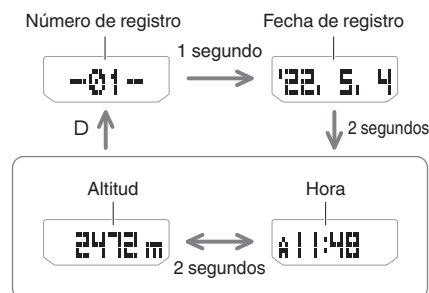 Número de registro
Fecha de registro
1 segundo
-01--
'22. 5. 4
D
2 segundos
Altitud
Hora
2472 m
A 11:48
2 segundos